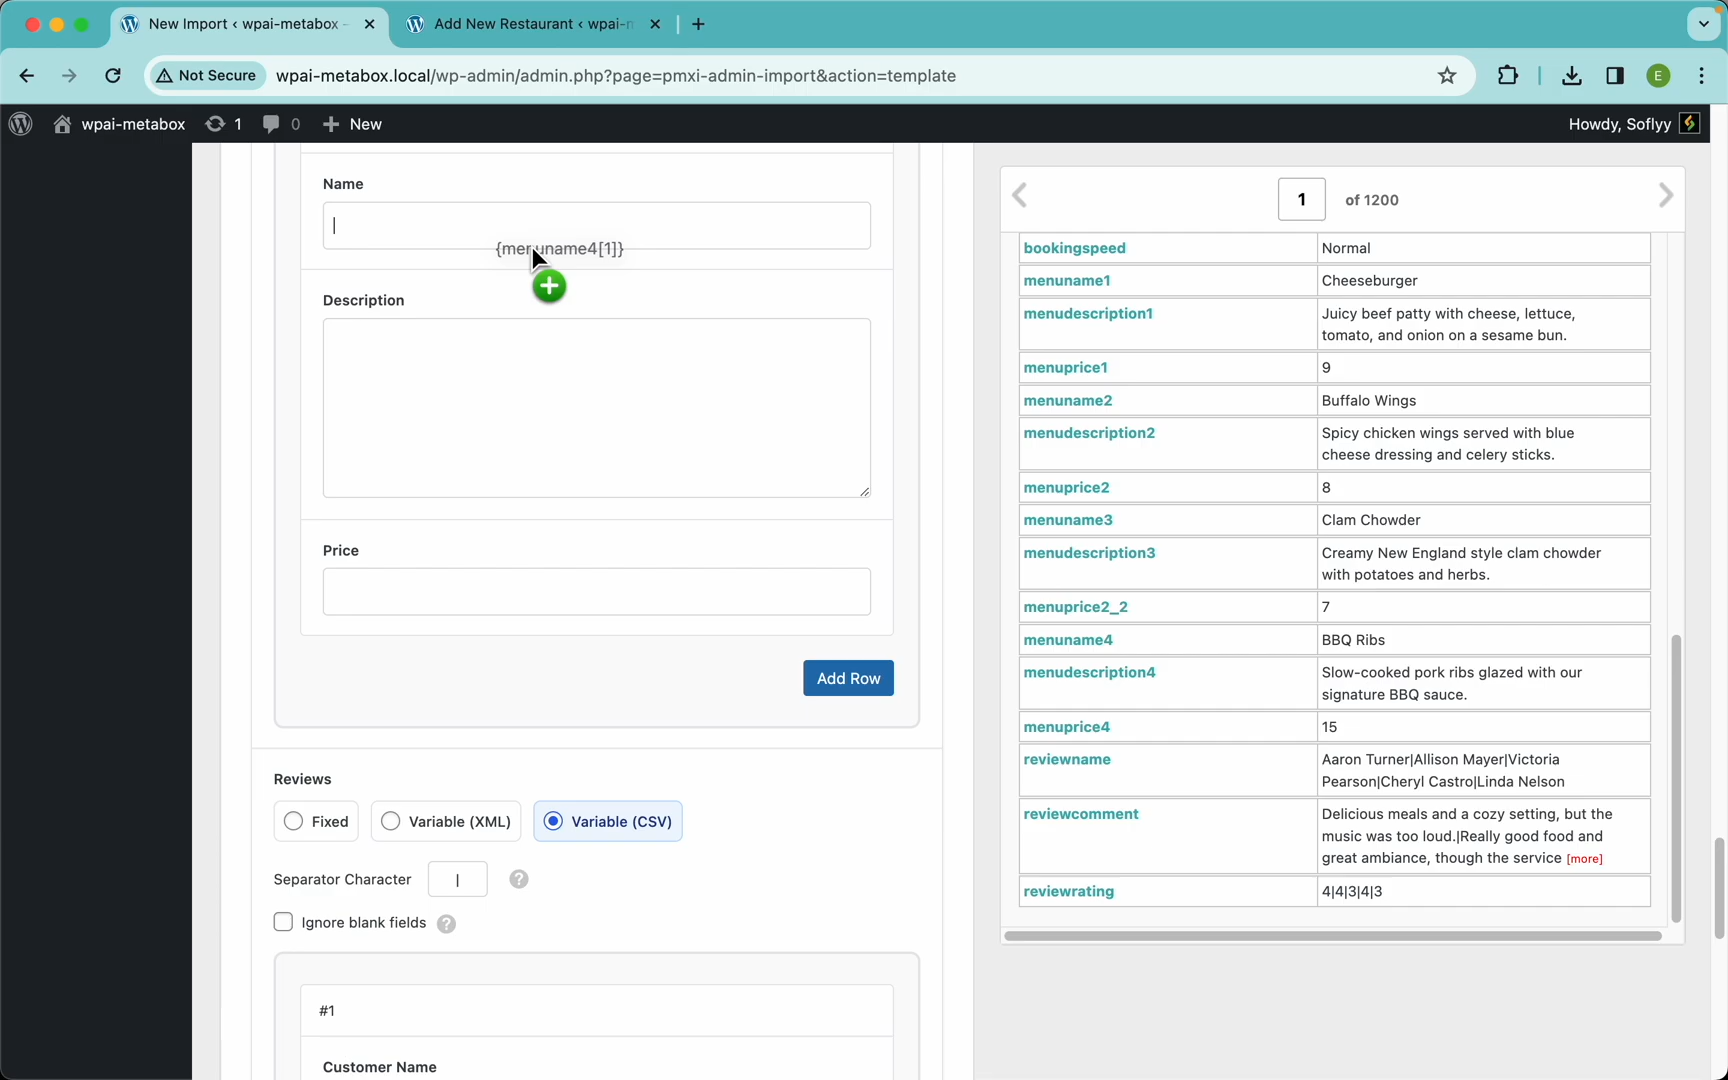 New Import ‹ wpai-metabox
Add New Restaurant ‹ wpai-
Not Secure
wpai-metabox.local/wp-admin/admin.php?page=pmxi-admin-import&action=template
E
wpai-metabox
1
0
New
Howdy, Soflyy
Name
{menuname4[1]}
Description
Price
Add Row
Reviews
Fixed
Variable (XML)
Variable (CSV)
Separator Character
|
?
Ignore blank fields
?
#1
Customer Name
1
of 1200
bookingspeed
Normal
menuname1
Cheeseburger
menudescription1
Juicy beef patty with cheese, lettuce,
tomato, and onion on a sesame bun.
menuprice1
9
menuname2
Buffalo Wings
menudescription2
Spicy chicken wings served with blue
cheese dressing and celery sticks.
menuprice2
8
menuname3
Clam Chowder
menudescription3
Creamy New England style clam chowder
with potatoes and herbs.
menuprice2_2
7
menuname4
BBQ Ribs
menudescription4
Slow-cooked pork ribs glazed with our
signature BBQ sauce.
menuprice4
15
reviewname
Aaron Turner|Allison Mayer|Victoria
Pearson|Cheryl Castro|Linda Nelson
reviewcomment
Delicious meals and a cozy setting, but the
music was too loud.|Really good food and
great ambiance, though the service [more]
reviewrating
4|4|3|4|3